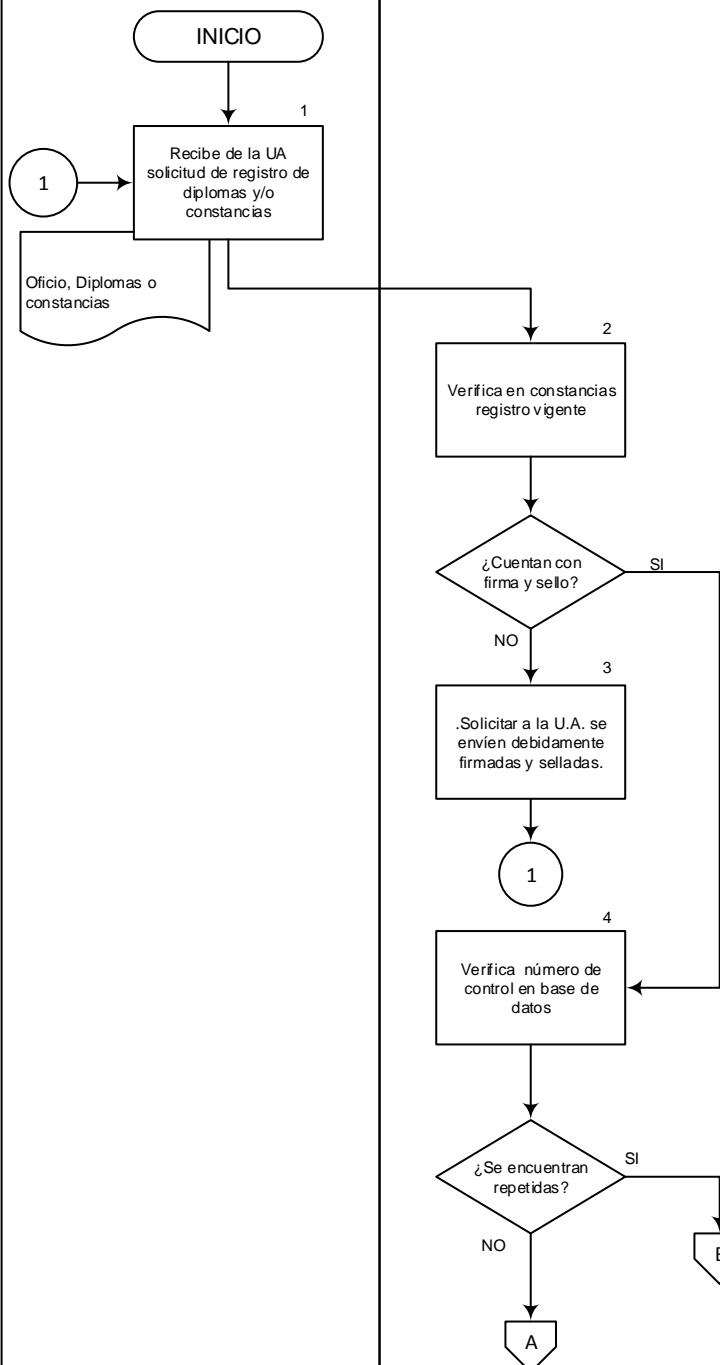 INICIO
1
Recibe de la UA
solicitud de registro de
diplomas y/o
constancias
1
Oficio, Diplomas o
constancias
2
Verifica en constancias
registro vigente
¿Cuentan con
firma y sello?
SI
NO
3
.Solicitar a la U.A. se
envíen debidamente
firmadas y selladas.
1
4
Verifica número de
control en base de
datos
¿Se encuentran
repetidas?
SI
NO
A